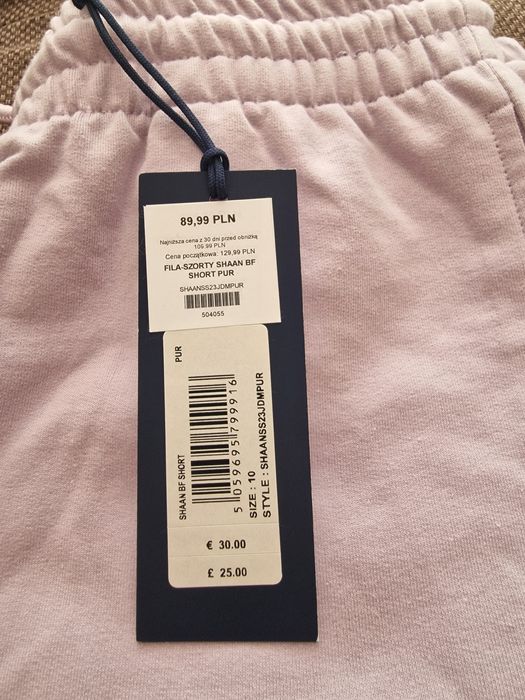 89,99 PLN
Najniższa cena z 30 dni przed obniżką
109,99 PLN
Cena początkowa: 129,99 PLN
FILA-SZORTY SHAAN BF
SHORT PUR
SHAANSS23JDMPUR
504055
PUR
SHAAN BF SHORT
5 059695 799916
SIZE : 10
STYLE : SHAANSS23JDMPUR
€ 30.00
£ 25.00